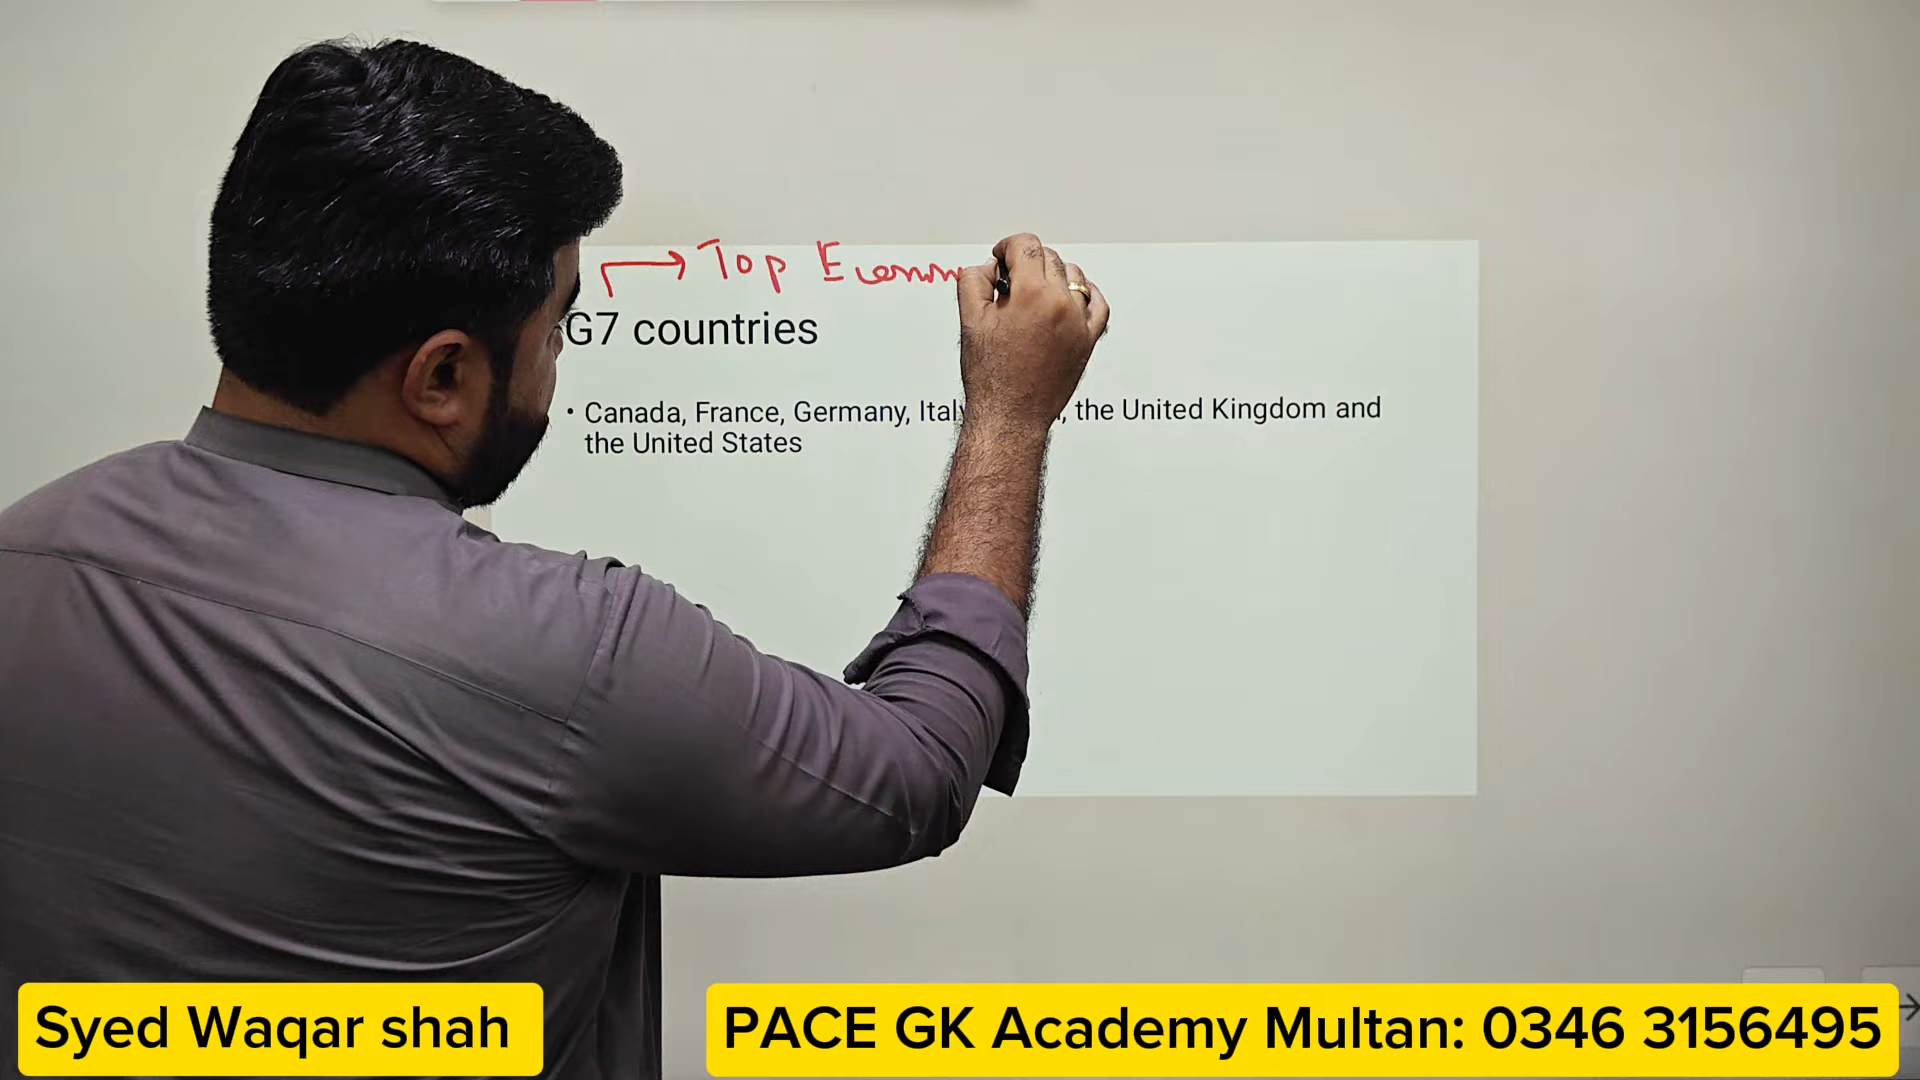 Top
G7 countries
• Canada, France, Germany, the United Kingdom and
the United States
Syed Waqar shah
PACE GK Academy Multan: 0346 3156495